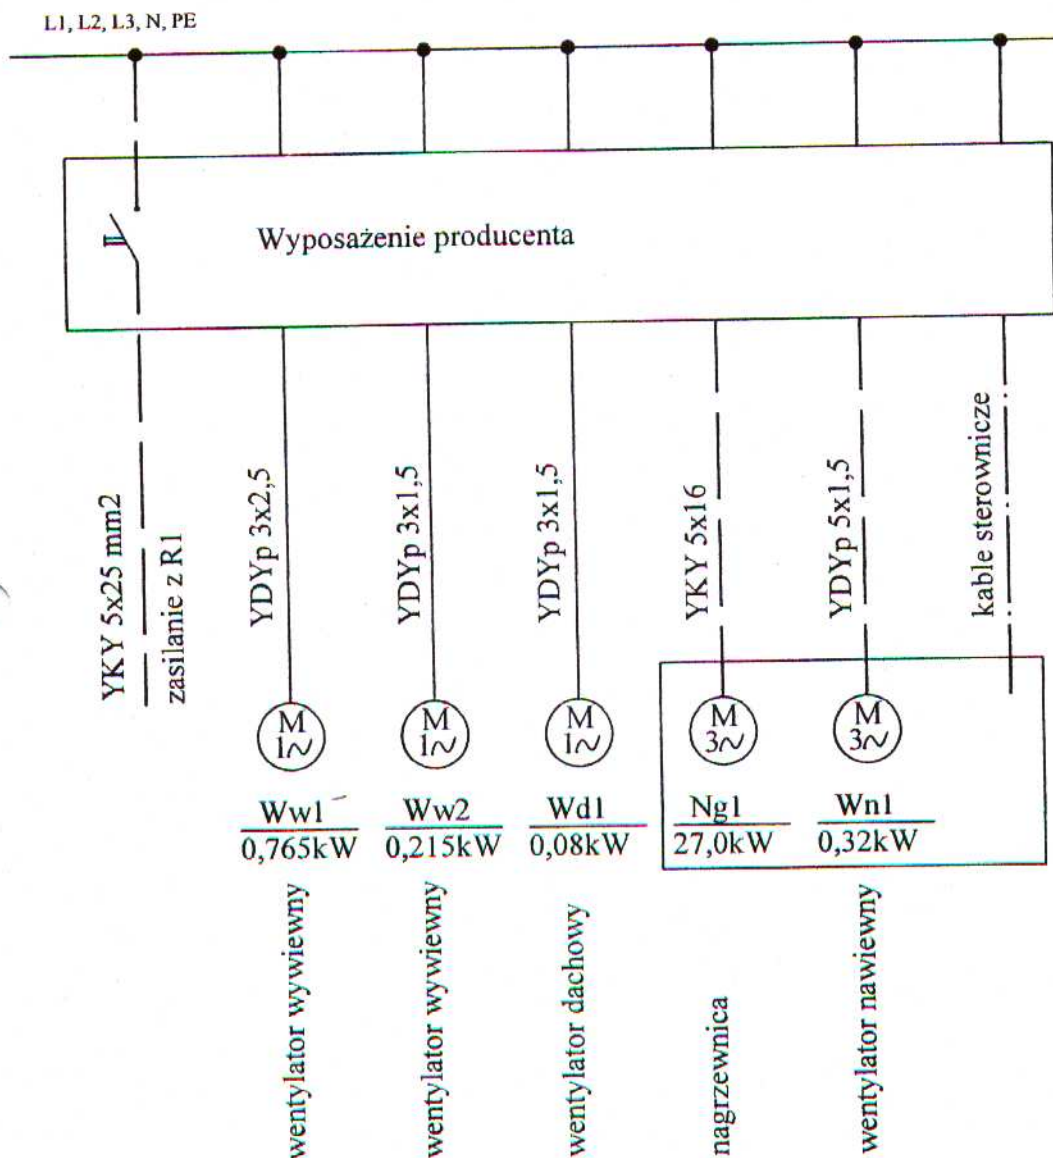 L1, L2, L3, N, PE
Wyposażenie producenta
YKY 5x25 mm2
zasilanie z R1
YDYp 3x2,5
YDYp 3x1,5
YDYp 3x1,5
YKY 5x16
YDYp 5x1,5
kable sterownicze
M
1~
M
1~
M
1~
M
3~
M
3~
Ww1
0,765kW
Ww2
0,215kW
Wd1
0,08kW
Ng1
27,0kW
Wn1
0,32kW
wentylator wywiewny
wentylator wywiewny
wentylator dachowy
nagrzewnica
wentylator nawiewny